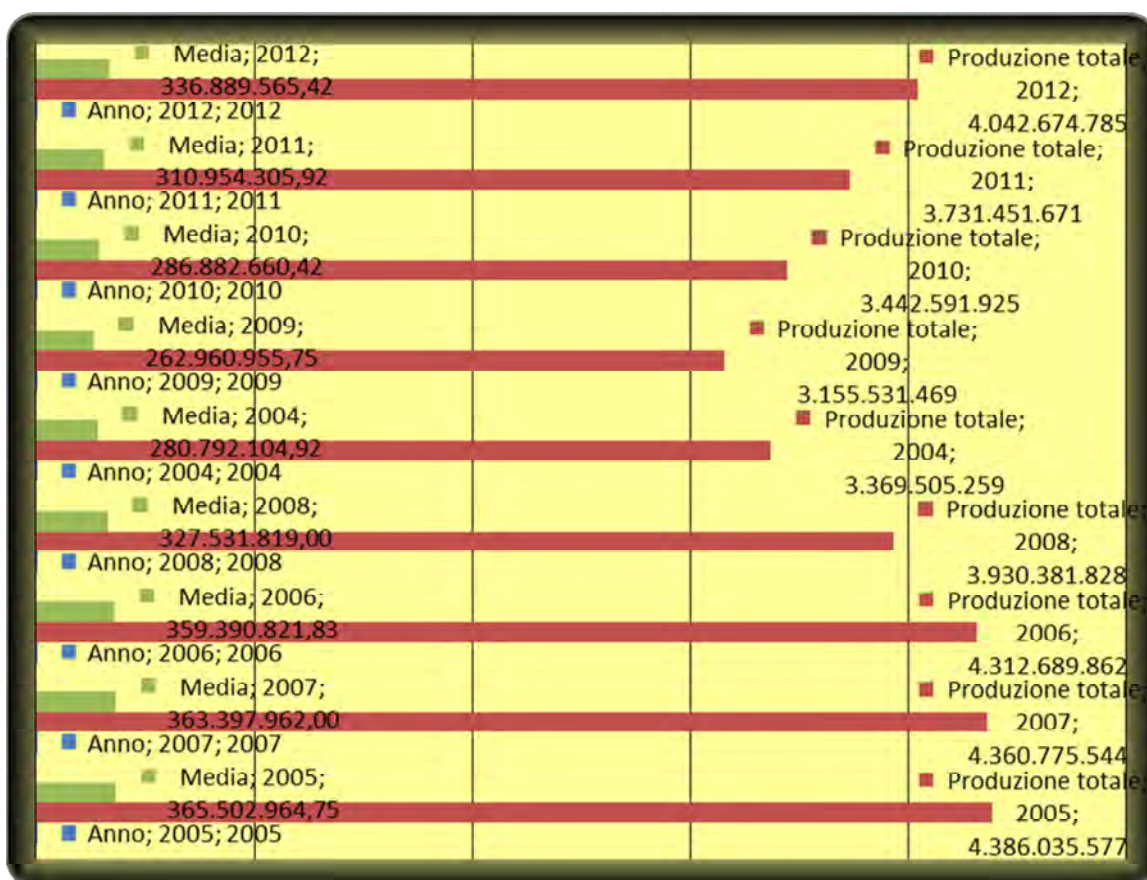 Media; 2012;
336.889.565,42
Produzione totale;
2012;
4.042.674.785
Anno; 2012; 2012
Media; 2011;
310.954.305,92
Produzione totale;
2011;
3.731.451.671
Anno; 2011; 2011
Media; 2010;
286.882.660,42
Produzione totale;
2010;
3.442.591.925
Anno; 2010; 2010
Media; 2009;
262.960.955,75
Produzione totale;
2009;
3.155.531.469
Anno; 2009; 2009
Media; 2004;
280.792.104,92
Produzione totale;
2004;
3.369.505.259
Anno; 2004; 2004
Media; 2008;
327.531.819,00
Produzione totale;
2008;
3.930.381.828
Anno; 2008; 2008
Media; 2006;
359.390.821,83
Produzione totale;
2006;
4.312.689.862
Anno; 2006; 2006
Media; 2007;
363.397.962,00
Produzione totale;
2007;
4.360.775.544
Anno; 2007; 2007
Media; 2005;
365.502.964,75
Produzione totale;
2005;
4.386.035.577
Anno; 2005; 2005